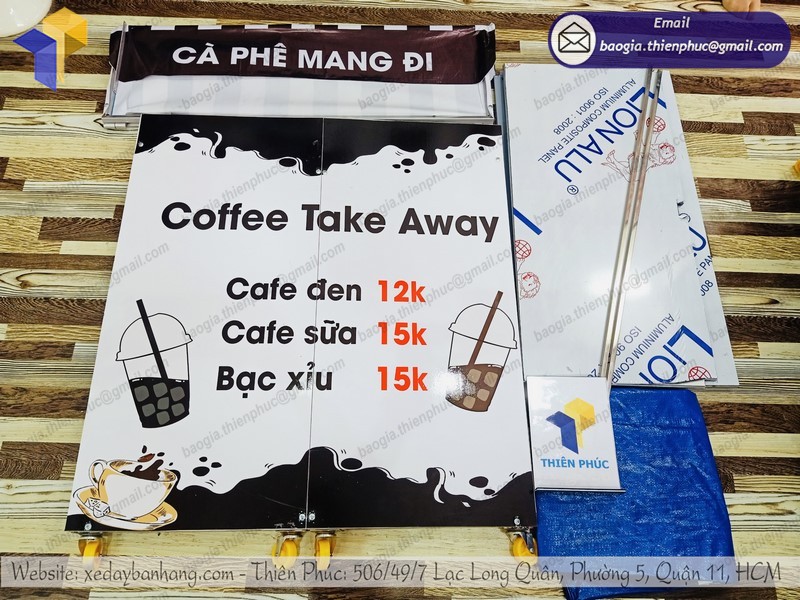 Email
baogia.thienphuc@gmail.com
CÀ PHÊ MANG ĐI
LIONALU®
ALUMINIUM COMPOSITE PANEL
ISO 9001 - 2008
Coffee Take Away
Cafe đen 12k
Cafe sữa 15k
Bạc xỉu 15k
THIÊN PHÚC
Website: xedaybanhang.com - Thiên Phúc: 506/49/7 Lạc Long Quân, Phường 5, Quận 11, HCM